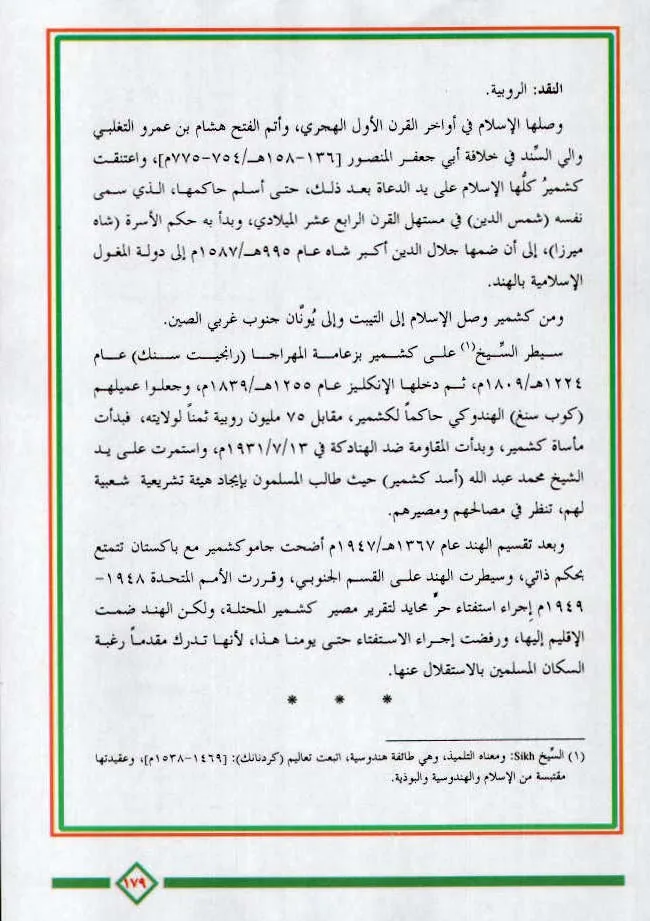 النقد: الروبية.
وصلها الإسلام في أواخر القرن الأول الهجري، وأتم الفتح هشام بن عمرو التغلبي
والي السِّند في خلافة أبي جعفر المنصور [١٣٦-١٥٨هـ/٧٥٤-٧٧٥م]، واعتنقت
كشميرُ كلُّها الإسلام على يد الدعاة بعد ذلك، حتى أسلم حاكمها، الذي سمى
نفسه (شمس الدين) في مستهل القرن الرابع عشر الميلادي، وبدأ به حكم الأسرة (شاه
ميرزا)، إلى أن ضمها جلال الدين أكبر شاه عام ٩٩٥هـ/١٥٨٧م إلى دولة المغول
الإسلامية بالهند.
ومن كشمير وصل الإسلام إلى التيبت وإلى يُونَّان جنوب غربي الصين.
سيطر السِّيخ(١) على كشمير بزعامة المهراجا (رانجيت سنك) عام
١٢٢٤هـ/١٨٠٩م، ثم دخلها الإنكليز عام ١٢٥٥هـ/١٨٣٩م، وجعلوا عميلهم
(كوب سنغ) الهندوكي حاكماً لكشمير، مقابل ٧٥ مليون روبية ثمناً لولايته، فبدأت
مأساة كشمير، وبدأت المقاومة ضد الهنادكة في ١٩٣١/٧/١٣م، واستمرت على يد
الشيخ محمد عبد الله (أسد كشمير) حيث طالب المسلمون بإيجاد هيئة تشريعية شعبية
لهم، تنظر في مصالحهم ومصيرهم.
وبعد تقسيم الهند عام ١٣٦٧هـ/١٩٤٧م أضحت جاموكشمير مع باكستان تتمتع
بحكم ذاتي، وسيطرت الهند على القسم الجنوبي، وقررت الأمم المتحدة ١٩٤٨-
١٩٤٩م إجراء استفتاء حرٍّ محايد لتقرير مصير كشمير المحتلة، ولكن الهند ضمت
الإقليم إليها، ورفضت إجراء الاستفتاء حتى يومنا هذا، لأنها تدرك مقدماً رغبة
السكان المسلمين بالاستقلال عنها.
* * *
(١) السِّيخ Sikh: ومعناه التلميذ، وهي طائفة هندوسية، اتبعت تعاليم (كردنانك): [١٤٦٩-١٥٣٨م]، وعقيدتها
مقتبسة من الإسلام والهندوسية والبوذية.
١٧٩